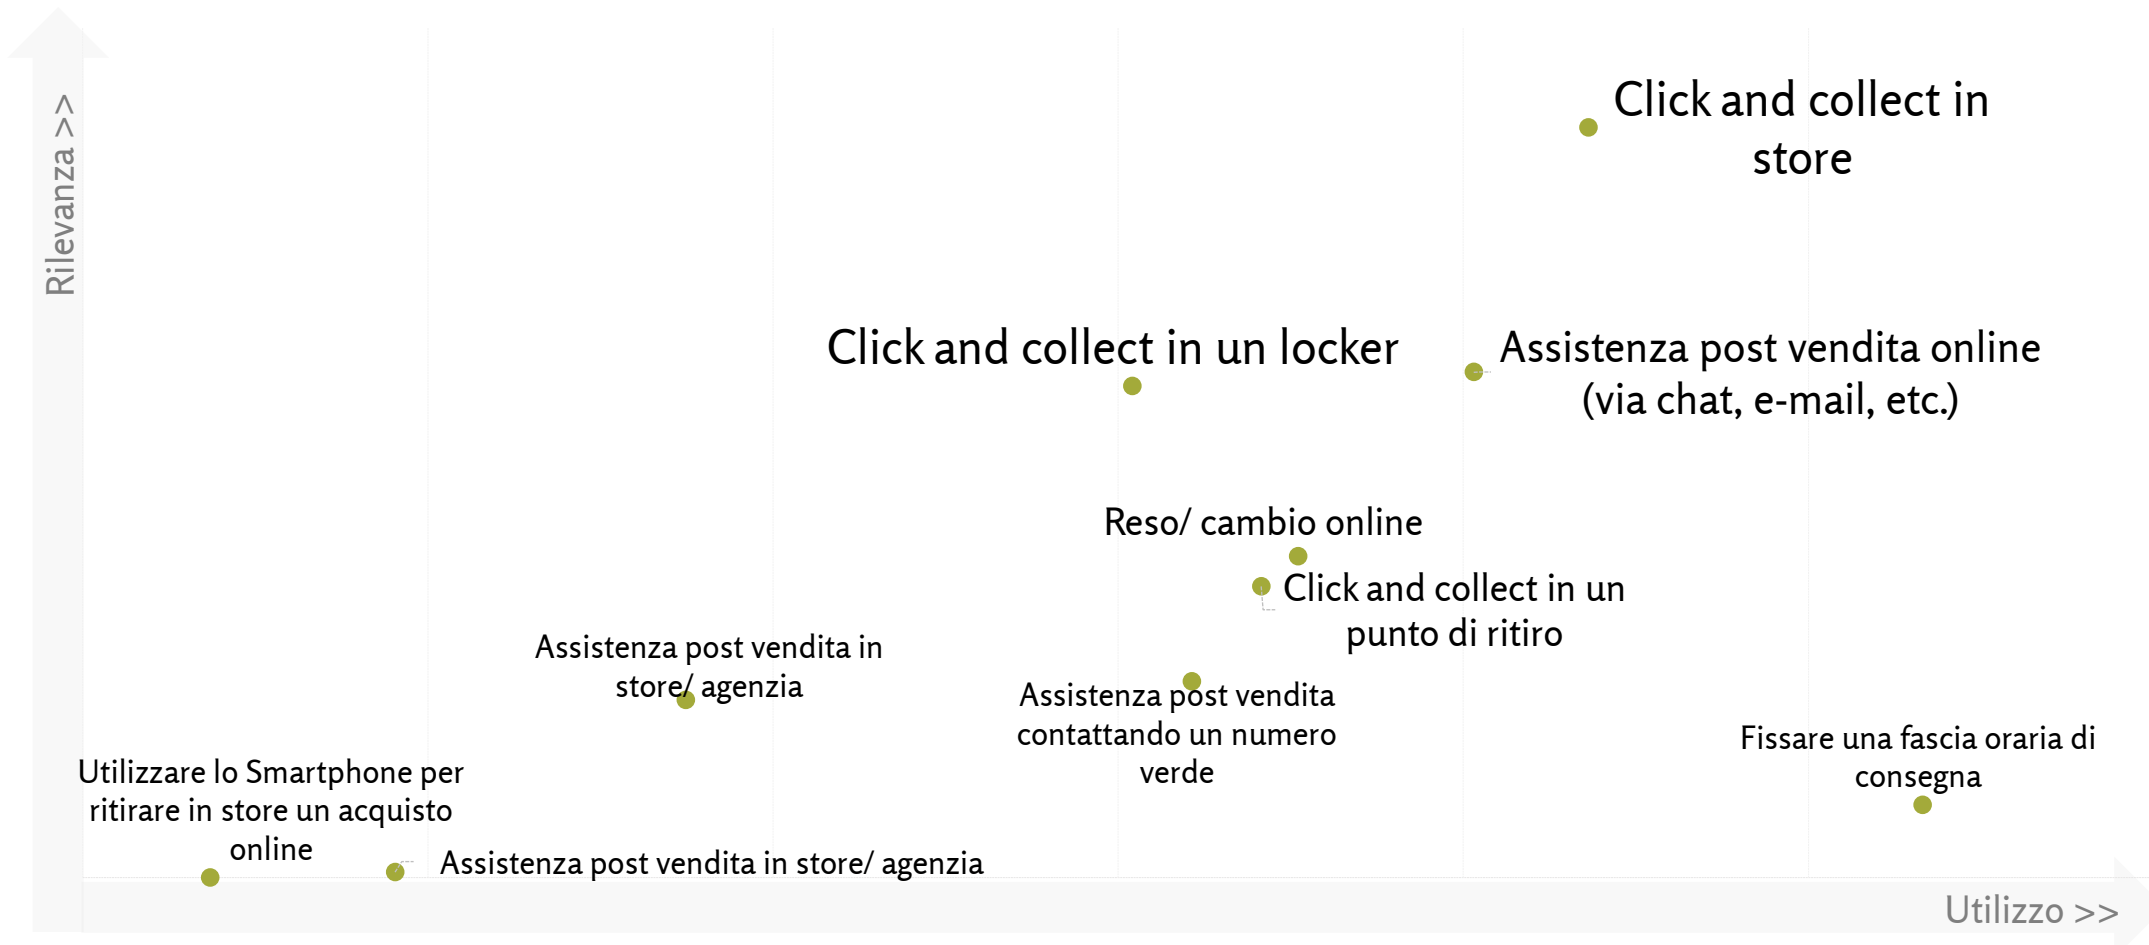 Rilevanza >>
Click and collect in
store
Click and collect in un locker
Assistenza post vendita online
(via chat, e-mail, etc.)
Reso/ cambio online
Click and collect in un
punto di ritiro
Assistenza post vendita in
store/ agenzia
Assistenza post vendita
contattando un numero
verde
Fissare una fascia oraria di
consegna
Utilizzare lo Smartphone per
ritirare in store un acquisto
online
Assistenza post vendita in store/ agenzia
Utilizzo >>